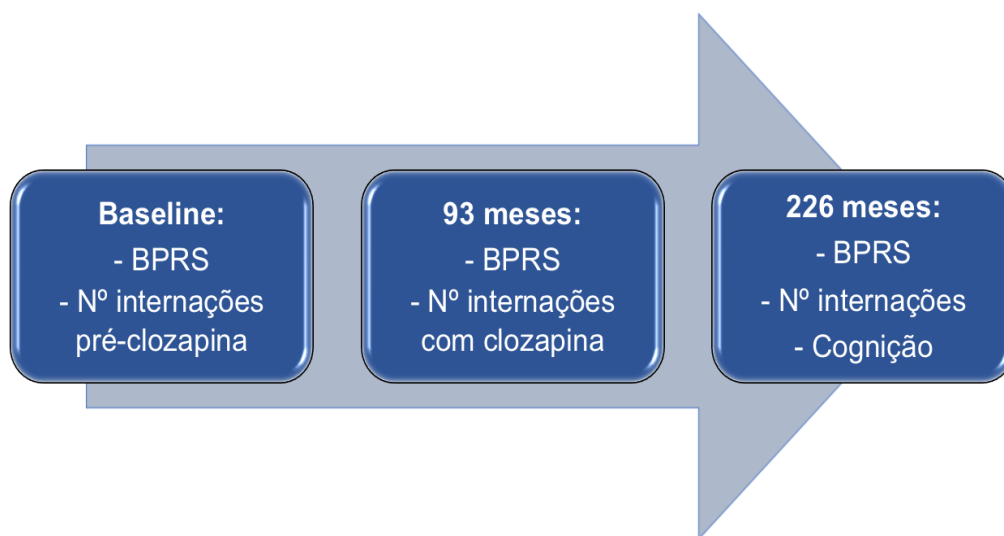 Baseline:
- BPRS
- Nº internações
pré-clozapina
93 meses:
- BPRS
- Nº internações
com clozapina
226 meses:
- BPRS
- Nº internações
- Cognição